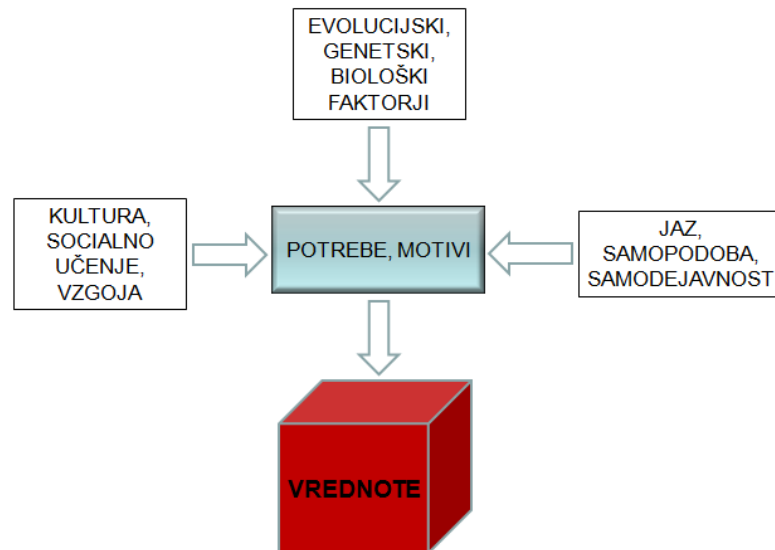 EVOLUCIJSKI,
GENETSKI,
BIOLOŠKI
FAKTORJI
KULTURA,
SOCIALNO
UČENJE,
VZGOJA
POTREBE, MOTIVI
JAZ,
SAMOPODOBA,
SAMODEJAVNOST
VREDNOTE